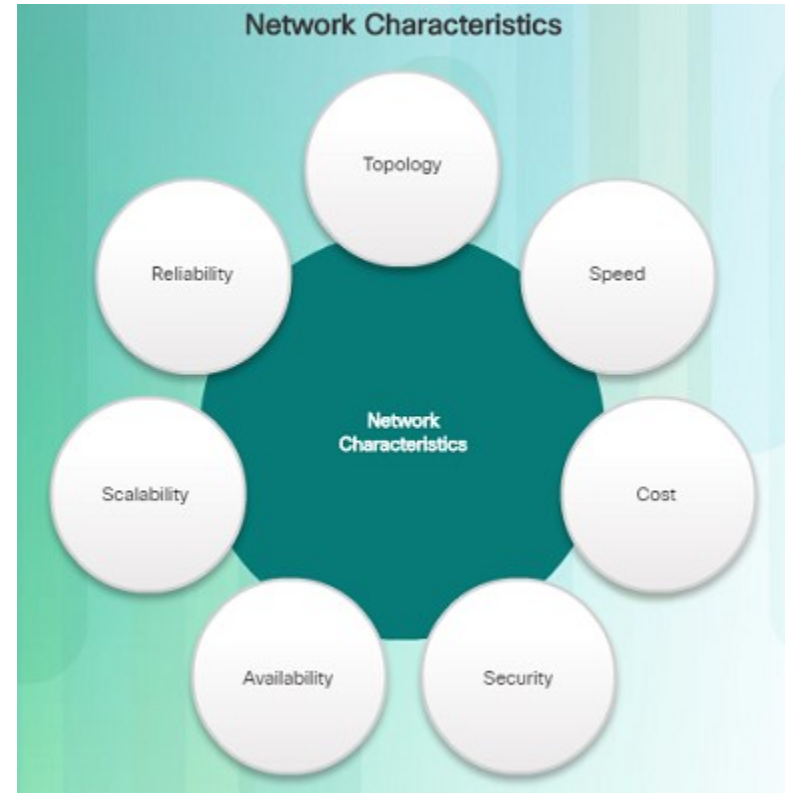 Network Characteristics
Topology
Reliability
Speed
Network
Characteristics
Scalability
Cost
Availability
Security